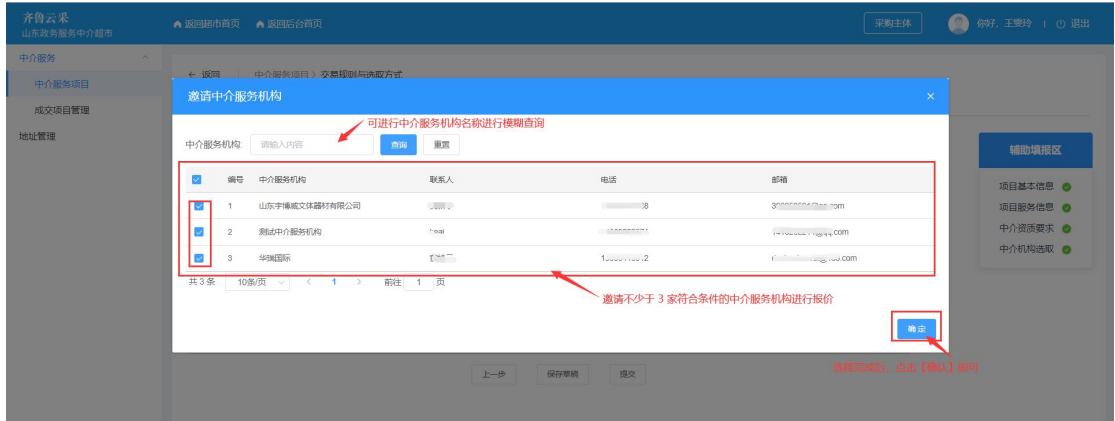 齐鲁云采
山东政务服务中介超市
返回超市首页 返回后台首页
采购主体
你好, 王雯玲 | 退出
中介服务
中介服务项目
成交项目管理
地址管理
← 返回 中介服务项目 〉交易规则与选取方式
邀请中介服务机构 ×
可进行中介服务机构名称进行模糊查询
中介服务机构: 请输入内容 查询 重置
编号 中介服务机构 联系人 电话 邮箱
1 山东宇博威文体器材有限公司
2 测试中介服务机构
3 华瑞国际
共 3 条 10条/页 < 1 > 前往 1 页
邀请不少于 3 家符合条件的中介服务机构进行报价
确 定
选择完成后，点击【确认】即可
上一步 保存草稿 提交
辅助填报区
项目基本信息
项目服务信息
中介资质要求
中介机构选取